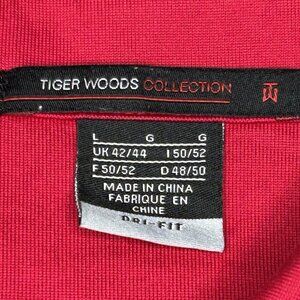 TIGER WOODS COLLECTION TW
L G G
UK 42/44 I 50/52
F 50/52 D 48/50
MADE IN CHINA
FABRIQUE EN
CHINE
DRI-FIT